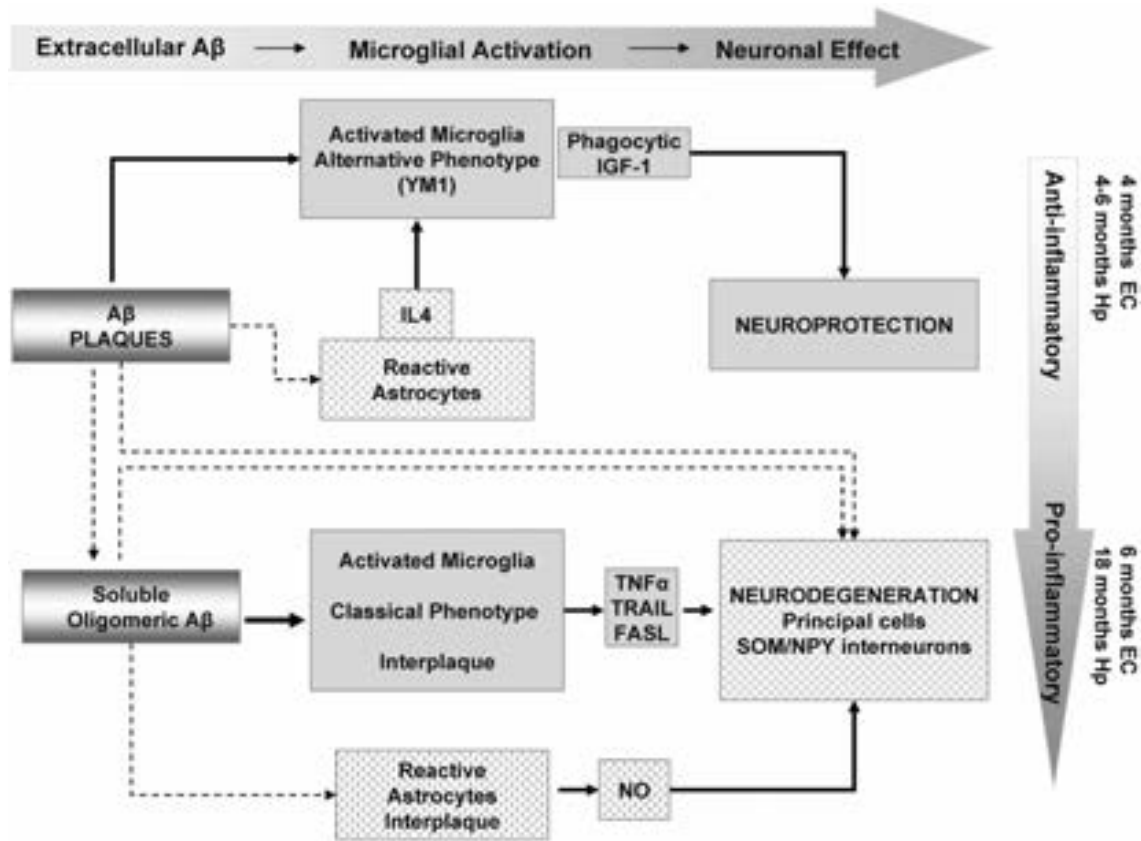 Extracellular Aβ → Microglial Activation → Neuronal Effect
Activated Microglia
Alternative Phenotype
(YM1)
Phagocytic
IGF-1
Aβ
PLAQUES
IL4
Reactive
Astrocytes
NEUROPROTECTION
Anti-inflammatory
4 months EC
4-6 months Hp
Soluble
Oligomeric Aβ
Activated Microglia
Classical Phenotype
Interplaque
TNFα
TRAIL
FASL
NEURODEGENERATION
Principal cells
SOM/NPY interneurons
Pro-inflammatory
6 months EC
18 months Hp
Reactive
Astrocytes
Interplaque
NO